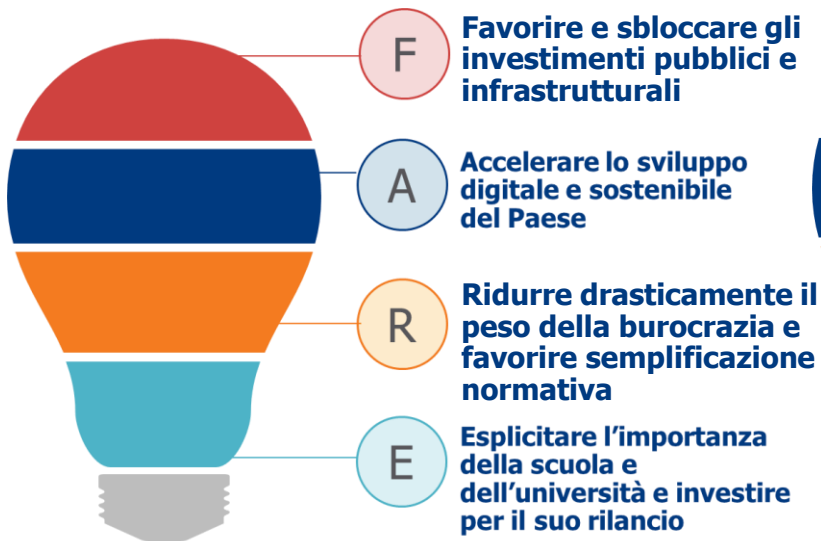 F
Favorire e sbloccare gli
investimenti pubblici e
infrastrutturali
A
Accelerare lo sviluppo
digitale e sostenibile
del Paese
R
Ridurre drasticamente il
peso della burocrazia e
favorire semplificazione
normativa
E
Esplicitare l’importanza
della scuola e
dell’università e investire
per il suo rilancio